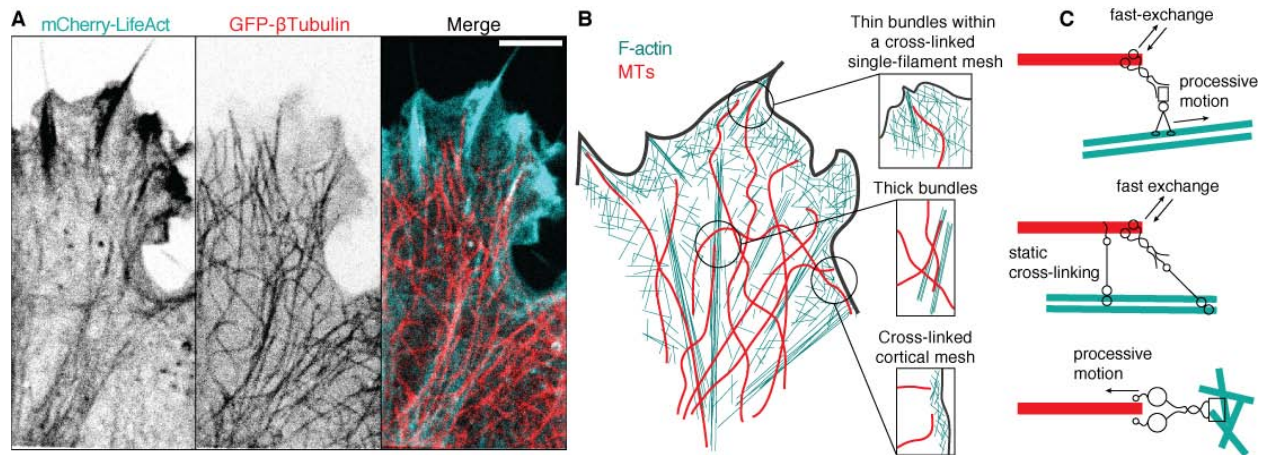 A
mCherry-LifeAct
GFP-βTubulin
Merge
B
F-actin
MTs
Thin bundles within
a cross-linked
single-filament mesh
Thick bundles
Cross-linked
cortical mesh
C
fast-exchange
processive
motion
fast exchange
static
cross-linking
processive
motion